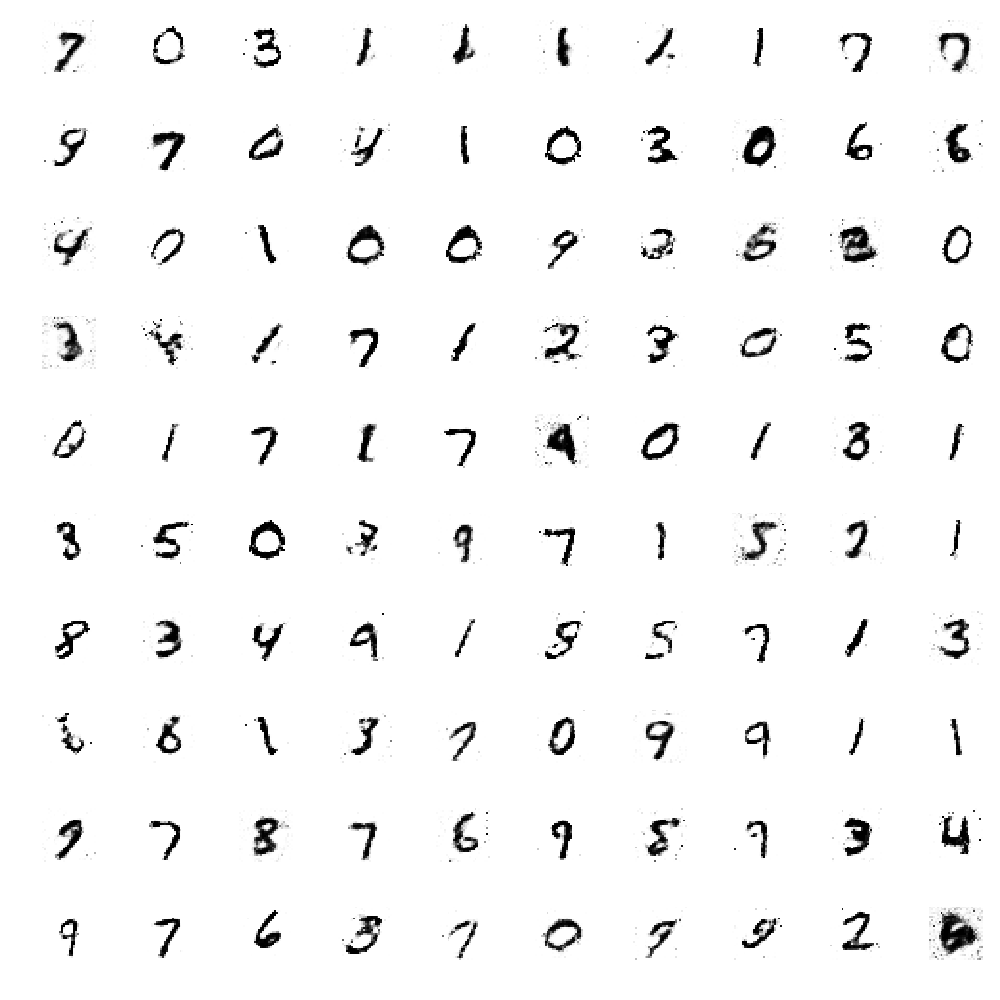 7 0 3 1 1 1 1 1 7 7
9 7 0 4 1 0 3 0 6 6
4 0 1 0 0 9 3 0
3 1 7 1 2 3 0 5 0
0 1 7 1 7 4 0 1 3 1
3 5 0 9 7 1 5 7 1
8 3 4 9 1 8 5 7 1 3
6 1 3 7 0 9 9 1 1
9 7 8 7 6 9 8 9 3 4
9 7 6 3 7 0 9 9 2